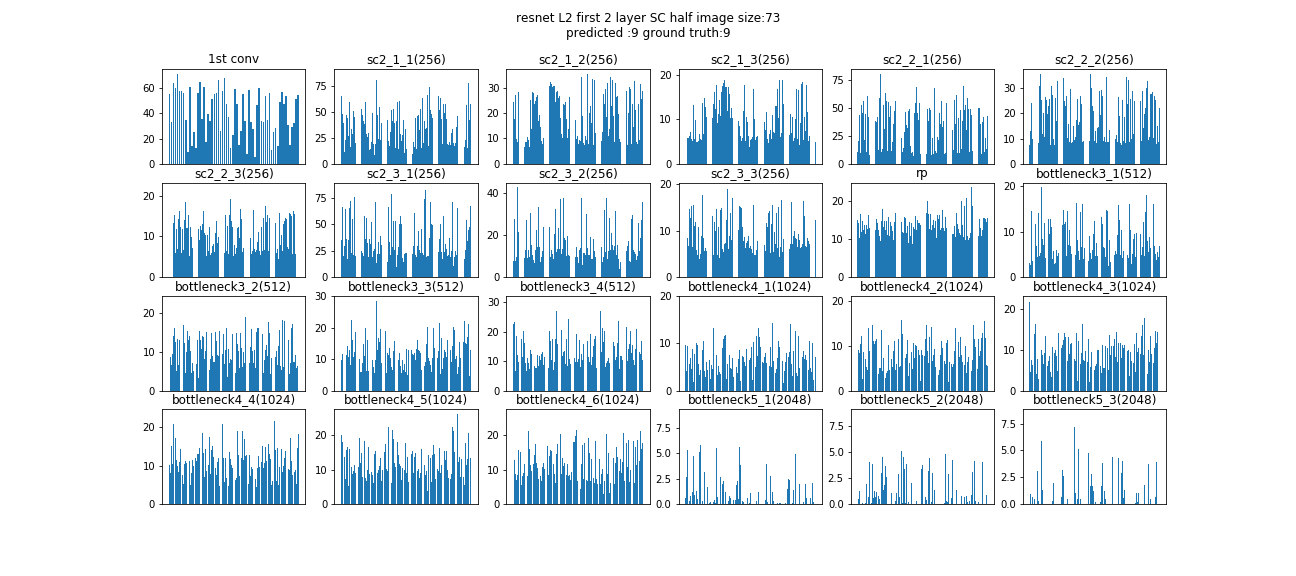 resnet L2 first 2 layer SC half image size:73
predicted :9 ground truth:9
1st conv sc2_1_1(256) sc2_1_2(256) sc2_1_3(256) sc2_2_1(256) sc2_2_2(256)
60 75 30 20 75 30
40 50 20 10 50 20
20 25 10 0 25 10
0 0 0 0 0
sc2_2_3(256) sc2_3_1(256) sc2_3_2(256) sc2_3_3(256) rp bottleneck3_1(512)
20 75 40 20 20 20
10 50 20 10 10 10
0 25 0 0 0 0
0
bottleneck3_2(512) bottleneck3_3(512) bottleneck3_4(512) bottleneck4_1(1024) bottleneck4_2(1024) bottleneck4_3(1024)
20 30 30 20 20 20
10 20 20 10 10 10
0 10 10 0 0 0
0 0
bottleneck4_4(1024) bottleneck4_5(1024) bottleneck4_6(1024) bottleneck5_1(2048) bottleneck5_2(2048) bottleneck5_3(2048)
20 20 20 7.5 7.5 7.5
10 10 10 5.0 5.0 5.0
0 0 0 2.5 2.5 2.5
0.0 0.0 0.0